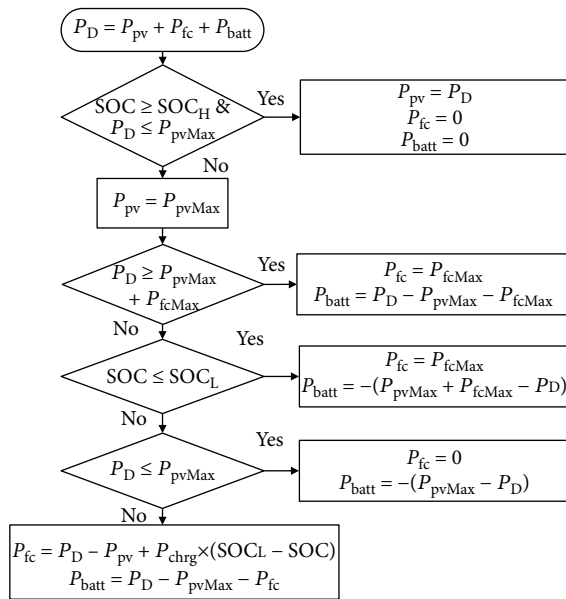 P_D = P_pv + P_fc + P_batt
SOC ≥ SOC_H &
P_D ≤ P_pvMax
Yes
P_pv = P_D
P_fc = 0
P_batt = 0
No
P_pv = P_pvMax
P_D ≥ P_pvMax
+ P_fcMax
Yes
P_fc = P_fcMax
P_batt = P_D − P_pvMax − P_fcMax
No
SOC ≤ SOC_L
Yes
P_fc = P_fcMax
P_batt = −(P_pvMax + P_fcMax − PD)
No
P_D ≤ P_pvMax
Yes
P_fc = 0
P_batt = −(P_pvMax − P_D)
No
P_fc = P_D − P_pv + P_chrg×(SOCL − SOC)
P_batt = P_D − P_pvMax − P_fc